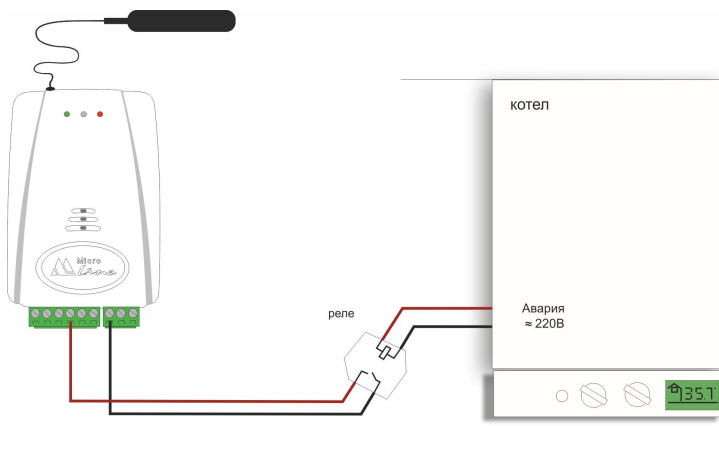 котел
Micro
Line
реле
Авария
≈ 220В
35.7°